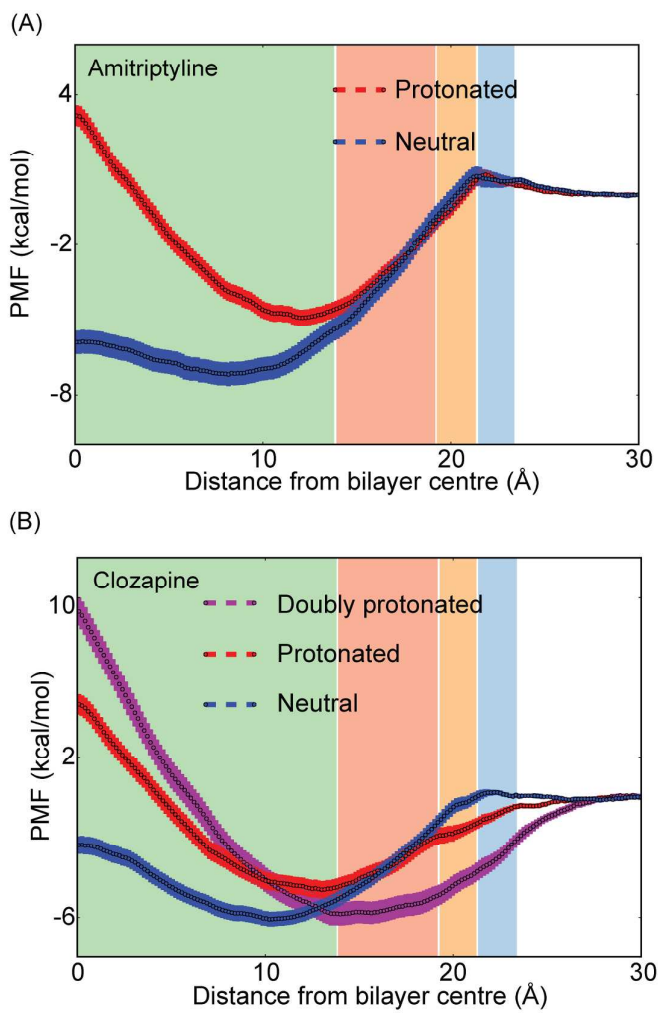 (A)
Amitriptyline
Protonated
Neutral
4
-2
-8
PMF (kcal/mol)
0
10
20
30
Distance from bilayer centre (Å)
(B)
Clozapine
Doubly protonated
Protonated
Neutral
10
2
-6
PMF (kcal/mol)
0
10
20
30
Distance from bilayer centre (Å)